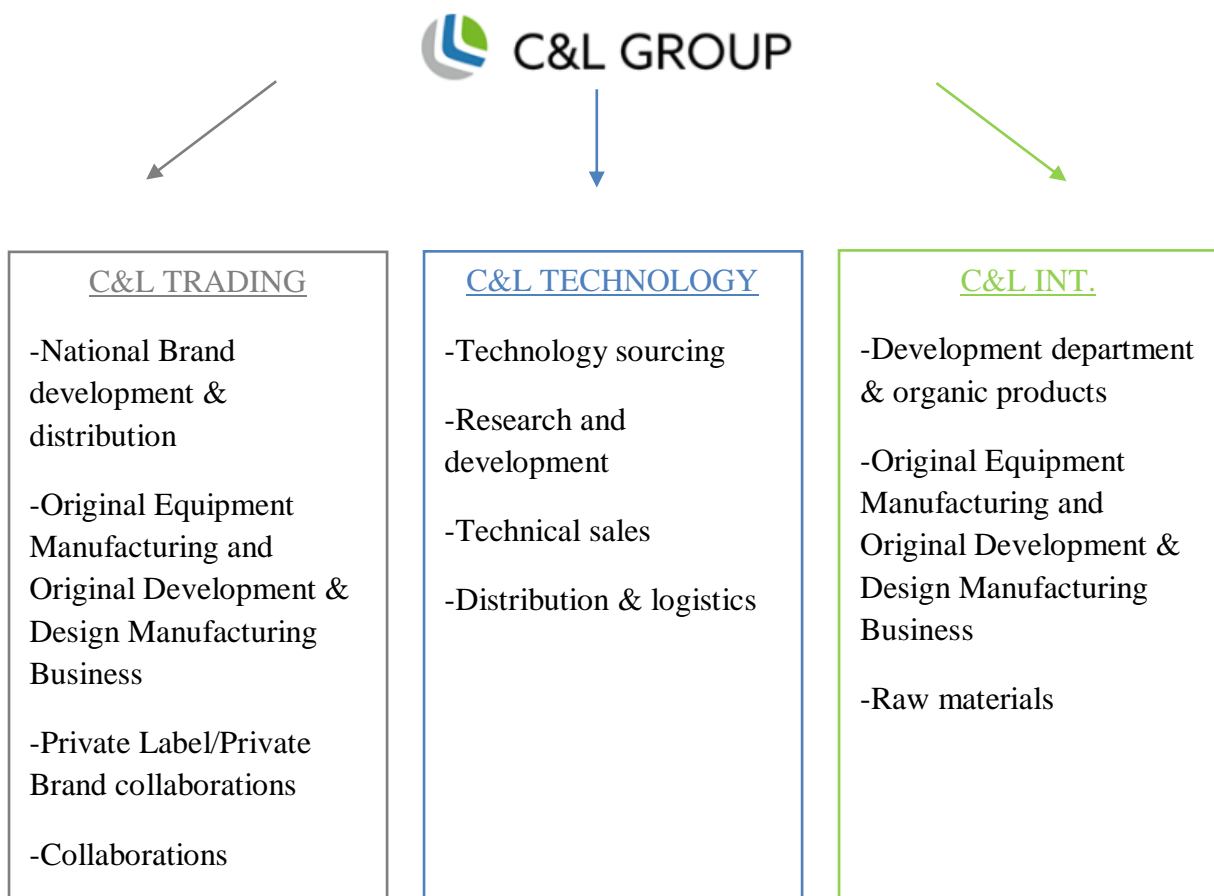 C&L GROUP
C&L TRADING
-National Brand
development &
distribution
-Original Equipment
Manufacturing and
Original Development &
Design Manufacturing
Business
-Private Label/Private
Brand collaborations
-Collaborations
C&L TECHNOLOGY
-Technology sourcing
-Research and
development
-Technical sales
-Distribution & logistics
C&L INT.
-Development department
& organic products
-Original Equipment
Manufacturing and
Original Development &
Design Manufacturing
Business
-Raw materials